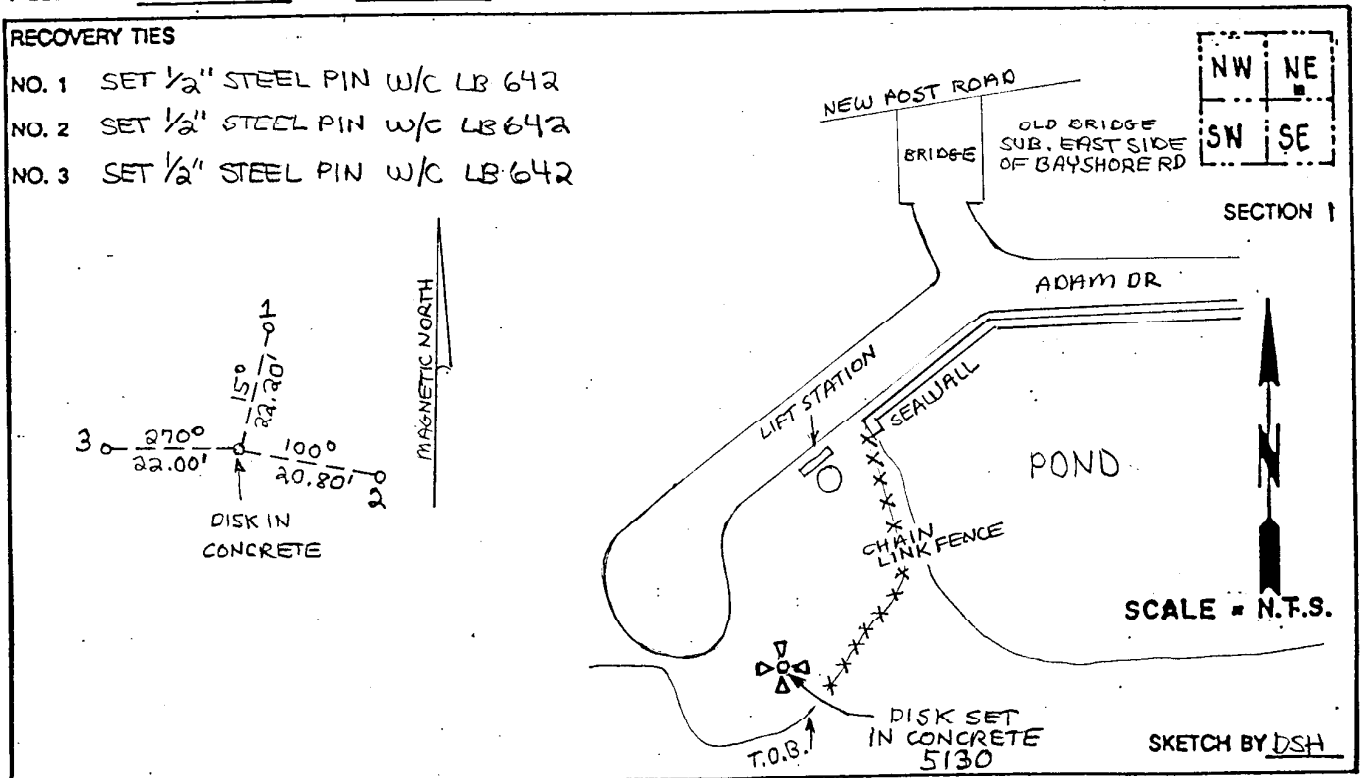 RECOVERY TIES
NO. 1 SET 1/2" STEEL PIN W/C LB 642
NO. 2 SET 1/2" STEEL PIN W/C LB 642
NO. 3 SET 1/2" STEEL PIN W/C LB 642
NW NE
SW SE
SECTION 1
NEW POST ROAD
BRIDGE
OLD BRIDGE
SUB. EAST SIDE
OF BAYSHORE RD
ADAM DR
MAGNETIC NORTH
1
15°
22.20'
3
270°
22.00'
100°
20.80'
2
DISK IN
CONCRETE
LIFT STATION
SEAWALL
POND
N
CHAIN
LINK FENCE
SCALE = N.T.S.
DISK SET
IN CONCRETE
5130
T.O.B.
SKETCH BY DSH